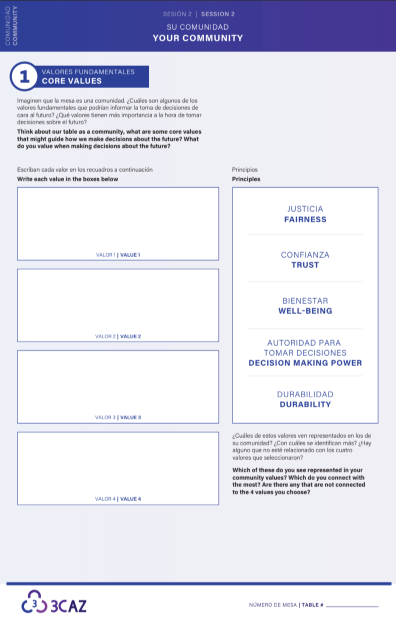 COMUNIDAD
COMMUNITY
SESIÓN 2 | SESSION 2
SU COMUNIDAD
YOUR COMMUNITY
1
VALORES FUNDAMENTALES
CORE VALUES
Imaginen que la mesa es una comunidad. ¿Cuáles son algunos de los
valores fundamentales que podrían informar la toma de decisiones de
cara al futuro? ¿Qué valores tienen más importancia a la hora de tomar
decisiones sobre el futuro?
Think about our table as a community, what are some core values
that might guide how we make decisions about the future? What
do you value when making decisions about the future?
Escriban cada valor en los recuadros a continuación
Write each value in the boxes below
VALOR 1 | VALUE 1
VALOR 2 | VALUE 2
VALOR 3 | VALUE 3
VALOR 4 | VALUE 4
Principios
Principles
JUSTICIA
FAIRNESS
CONFIANZA
TRUST
BIENESTAR
WELL-BEING
AUTORIDAD PARA
TOMAR DECISIONES
DECISION MAKING POWER
DURABILIDAD
DURABILITY
¿Cuáles de estos valores ven representados en los de
su comunidad? ¿Con cuáles se identifican más? ¿Hay
alguno que no esté relacionado con los cuatro
valores que seleccionaron?
Which of these do you see represented in your
community values? Which do you connect with
the most? Are there any that are not connected
to the 4 values you choose?
3 3CAZ
NÚMERO DE MESA | TABLE #